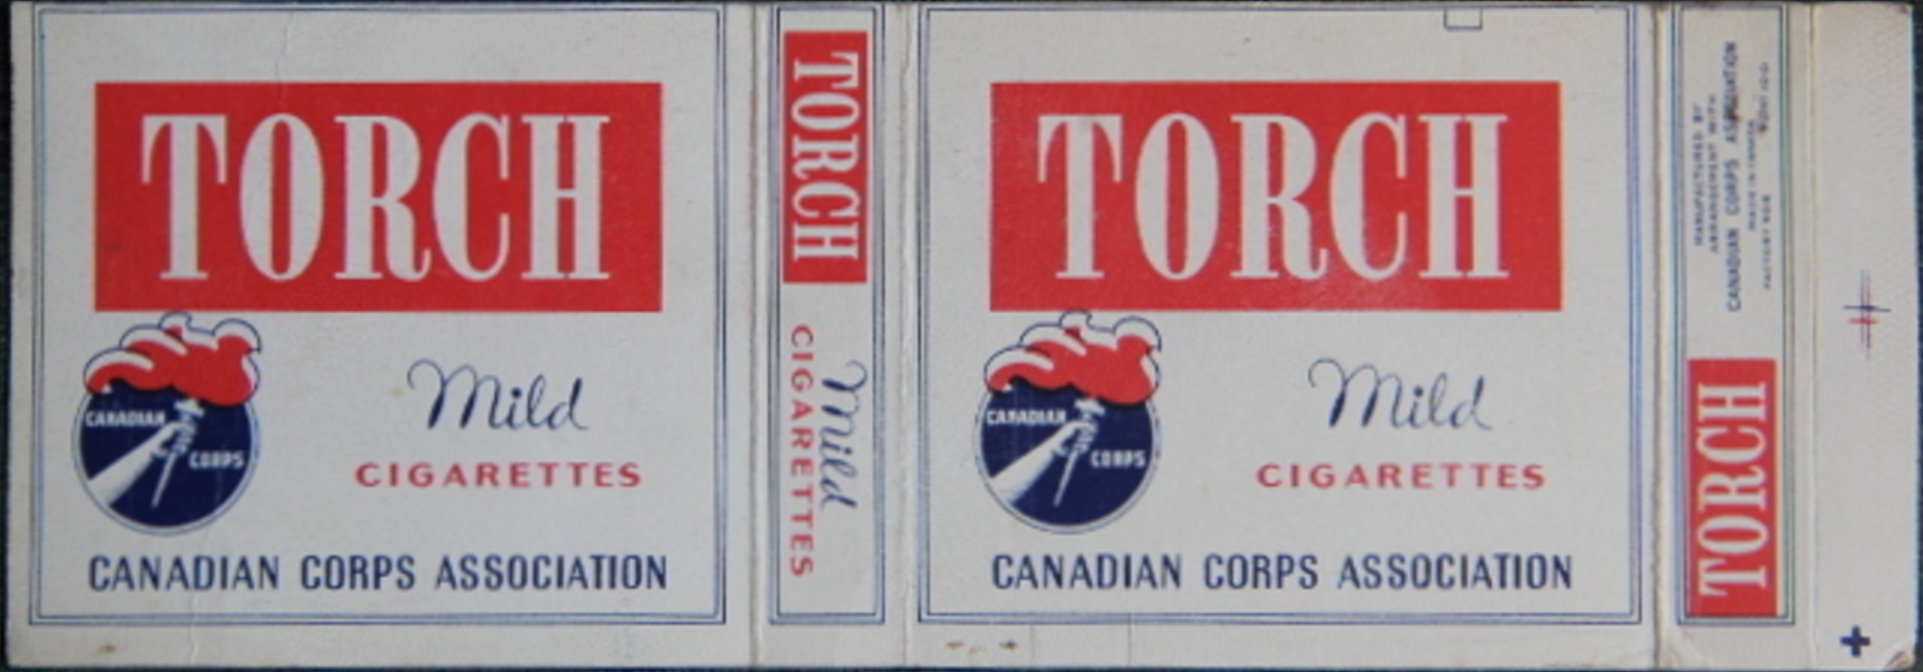 TORCH
CANADIAN
CORPS
Mild
CIGARETTES
CANADIAN CORPS ASSOCIATION
TORCH
Mild
CIGARETTES
TORCH
CANADIAN
CORPS
Mild
CIGARETTES
CANADIAN CORPS ASSOCIATION
MANUFACTURED BY
ARRANGEMENT WITH
CANADIAN CORPS ASSOCIATION
MADE IN CANADA
TORCH